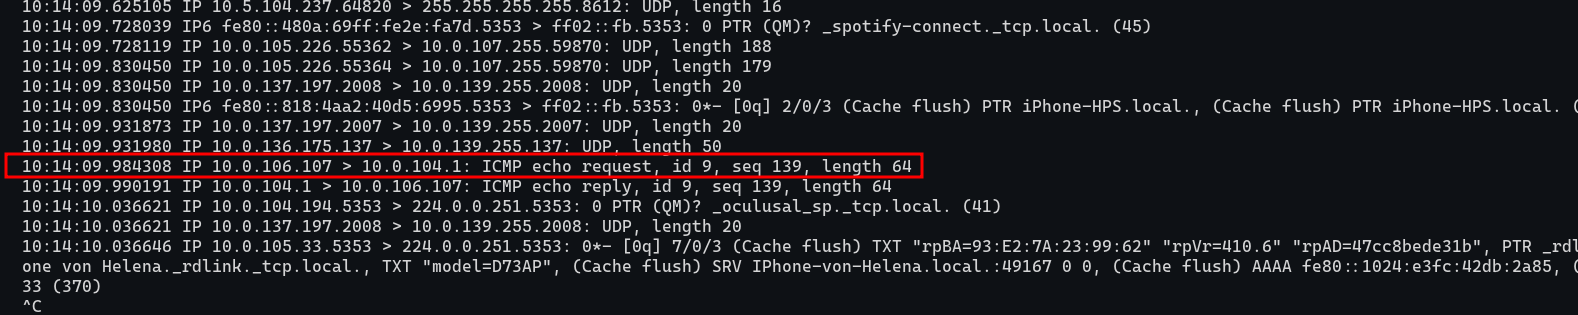 10:14:09.625105 IP 10.5.104.237.64820 > 255.255.255.255.8612: UDP, length 16
10:14:09.728039 IP6 fe80::480a:69ff:fe2e:fa7d.5353 > ff02::fb.5353: 0 PTR (QM)? _spotify-connect._tcp.local. (45)
10:14:09.728119 IP 10.0.105.226.55362 > 10.0.107.255.59870: UDP, length 188
10:14:09.830450 IP 10.0.105.226.55364 > 10.0.107.255.59870: UDP, length 179
10:14:09.830450 IP 10.0.137.197.2008 > 10.0.139.255.2008: UDP, length 20
10:14:09.830450 IP6 fe80::818:4aa2:40d5:6995.5353 > ff02::fb.5353: 0*- [0q] 2/0/3 (Cache flush) PTR iPhone-HPS.local., (Cache flush) PTR iPhone-HPS.local. (
10:14:09.931873 IP 10.0.137.197.2007 > 10.0.139.255.2007: UDP, length 20
10:14:09.931980 IP 10.0.136.175.137 > 10.0.139.255.137: UDP, length 50
10:14:09.984308 IP 10.0.106.107 > 10.0.104.1: ICMP echo request, id 9, seq 139, length 64
10:14:09.990191 IP 10.0.104.1 > 10.0.106.107: ICMP echo reply, id 9, seq 139, length 64
10:14:10.036621 IP 10.0.104.194.5353 > 224.0.0.251.5353: 0 PTR (QM)? _oculusal_sp._tcp.local. (41)
10:14:10.036621 IP 10.0.137.197.2008 > 10.0.139.255.2008: UDP, length 20
10:14:10.036646 IP 10.0.105.33.5353 > 224.0.0.251.5353: 0*- [0q] 7/0/3 (Cache flush) TXT "rpBA=93:E2:7A:23:99:62" "rpVr=410.6" "rpAD=47cc8bede31b", PTR _rdl
one von Helena._rdlink._tcp.local., TXT "model=D73AP", (Cache flush) SRV IPhone-von-Helena.local.:49167 0 0, (Cache flush) AAAA fe80::1024:e3fc:42db:2a85, (
33 (370)
^C